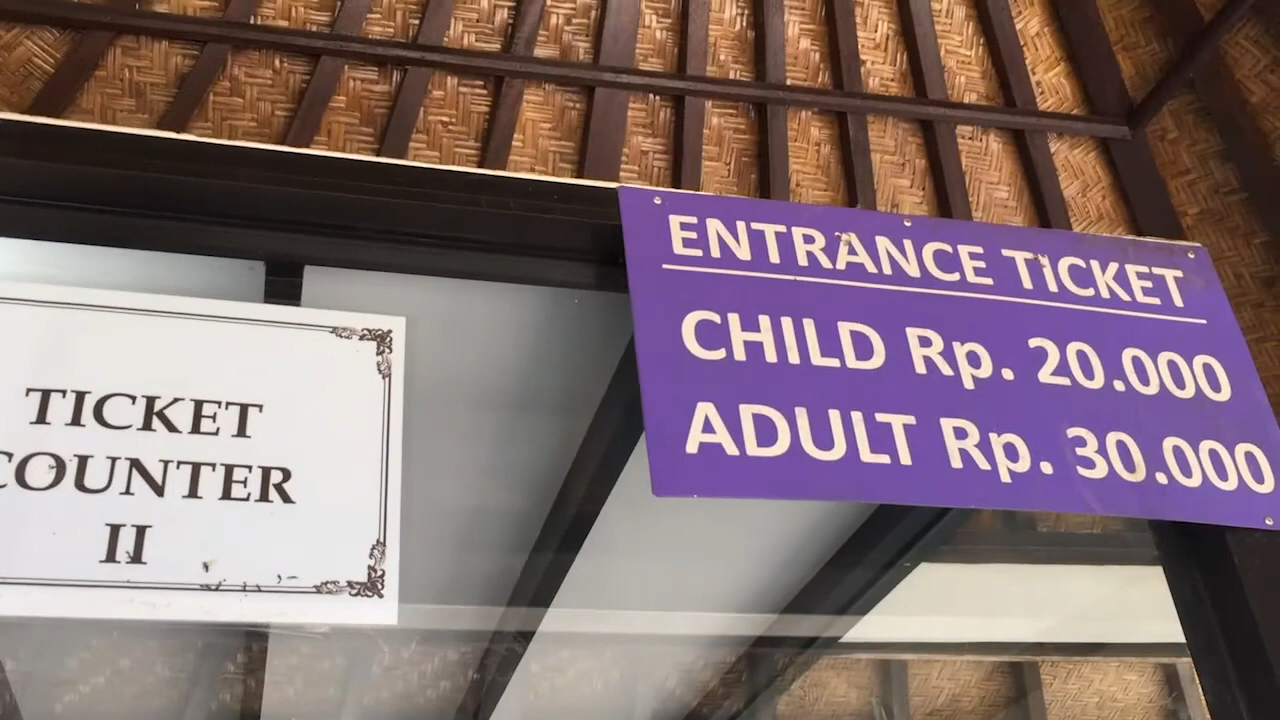 TICKET
COUNTER
II
ENTRANCE TICKET
CHILD Rp. 20.000
ADULT Rp. 30.000